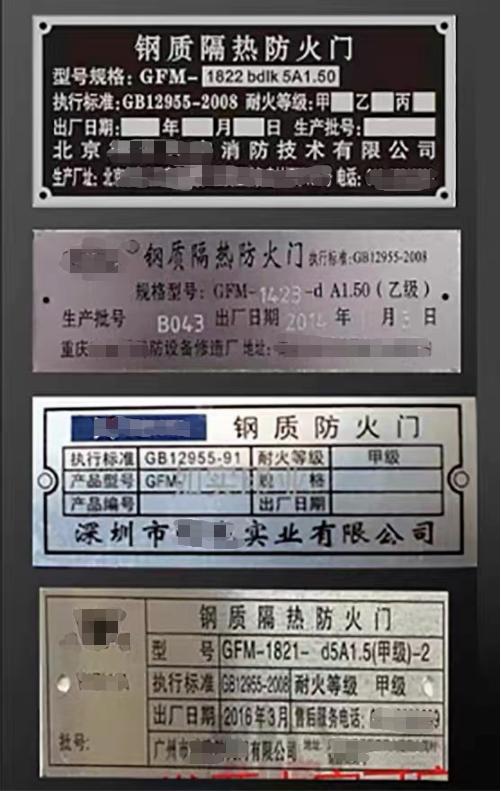 钢质隔热防火门
型号规格: GFM- 1822 bdlk 5A1.50
执行标准:GB12955-2008 耐火等级:甲 乙 丙
出厂日期: 年 月 日 生产批号:
北京 消防技术有限公司
生产厂址: 北京 电话:
钢质隔热防火门 执行标准:GB12955-2008
规格型号: GFM-1423-d A1.50 (乙级)
生产批号 B043 出厂日期 2014 年 月 3 日
重庆 防设备修造厂 地址:
钢质防火门
执行标准 GB12955-91 耐火等级 甲级
产品型号 GFM- 规格
产品编号 出厂日期
深圳市 实业有限公司
钢质隔热防火门
型号 GFM-1821- d5A1.5(甲级)-2
执行标准 GB12955-2008 耐火等级 甲级
出厂日期 2016年3月 售后服务电话:
批号: 广州市 门有限公司 地址: